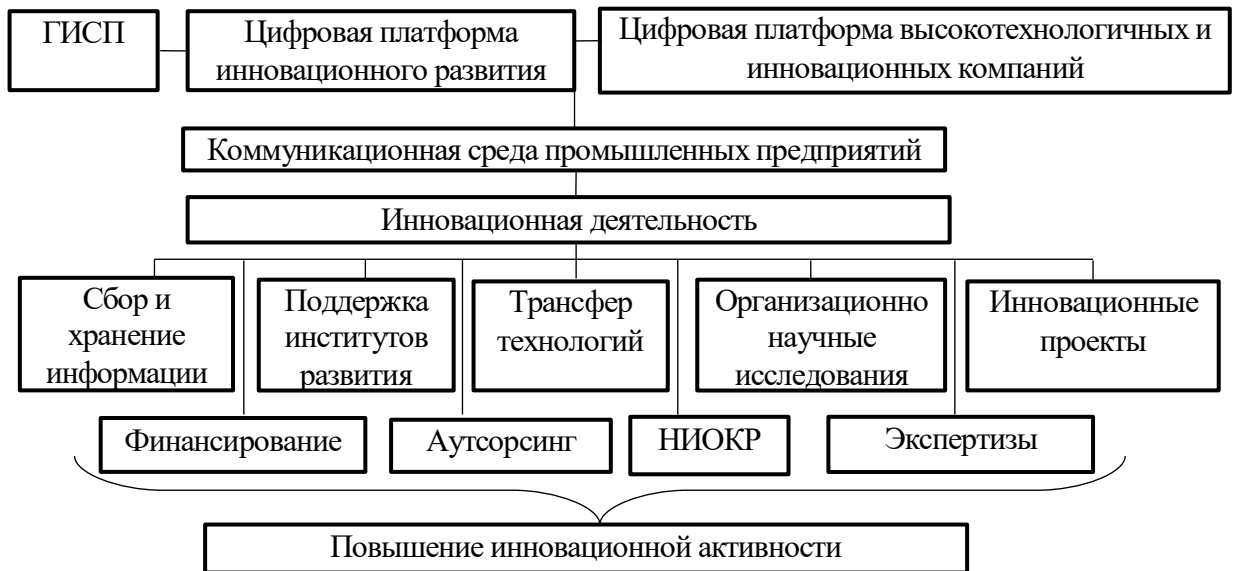 ГИСП
Цифровая платформа
инновационного развития
Цифровая платформа высокотехнологичных и
инновационных компаний
Коммуникационная среда промышленных предприятий
Инновационная деятельность
Сбор и
хранение
информации
Поддержка
институтов
развития
Трансфер
технологий
Организационно
научные
исследования
Инновационные
проекты
Финансирование
Аутсорсинг
НИОКР
Экспертизы
Повышение инновационной активности